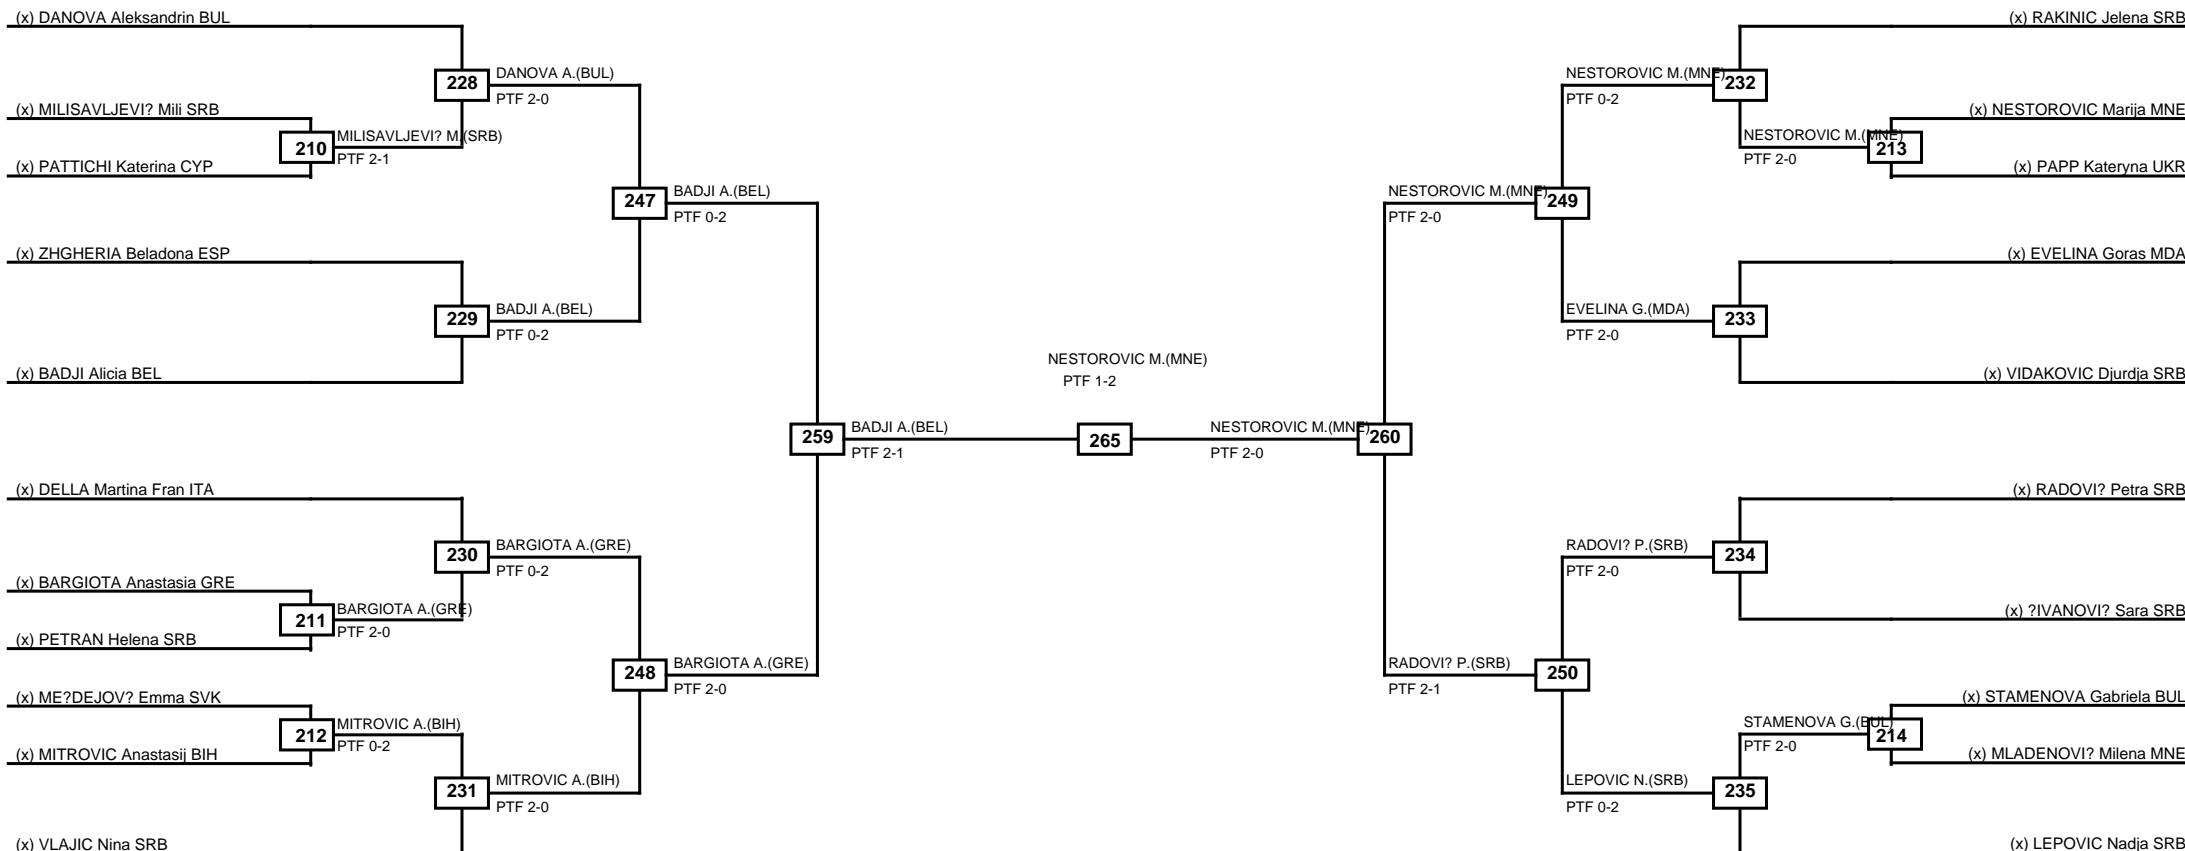 (x) DANOVA Aleksandrin BUL
(x) RAKINIC Jelena SRB
DANOVA A.(BUL)
228
PTF 2-0
NESTOROVIC M.(MNE)
232
PTF 0-2
(x) MILISAVLJEVI? Mili SRB
(x) NESTOROVIC Marija MNE
MILISAVLJEVI? M.(SRB)
210
PTF 2-1
NESTOROVIC M.(MNE)
213
PTF 2-0
(x) PATTICHI Katerina CYP
(x) PAPP Kateryna UKR
BADJI A.(BEL)
247
PTF 0-2
NESTOROVIC M.(MNE)
249
PTF 2-0
(x) ZHGHERIA Beladona ESP
(x) EVELINA Goras MDA
BADJI A.(BEL)
229
PTF 0-2
EVELINA G.(MDA)
233
PTF 2-0
(x) BADJI Alicia BEL
(x) VIDAKOVIC Djurdja SRB
NESTOROVIC M.(MNE)
PTF 1-2
BADJI A.(BEL)
259
PTF 2-1
265
NESTOROVIC M.(MNE)
260
PTF 2-0
(x) DELLA Martina Fran ITA
(x) RADOVI? Petra SRB
BARGIOTA A.(GRE)
230
PTF 0-2
RADOVI? P.(SRB)
234
PTF 2-0
(x) BARGIOTA Anastasia GRE
(x) ?IVANOVI? Sara SRB
BARGIOTA A.(GRE)
211
PTF 2-0
(x) PETRAN Helena SRB
BARGIOTA A.(GRE)
248
PTF 2-0
RADOVI? P.(SRB)
250
PTF 2-1
(x) ME?DEJOV? Emma SVK
(x) STAMENOVA Gabriela BUL
MITROVIC A.(BIH)
212
PTF 0-2
STAMENOVA G.(BUL)
214
PTF 2-0
(x) MITROVIC Anastasij BIH
(x) MLADENOVI? Milena MNE
MITROVIC A.(BIH)
231
PTF 2-0
LEPOVIC N.(SRB)
235
PTF 0-2
(x) VLAJIC Nina SRB
(x) LEPOVIC Nadja SRB